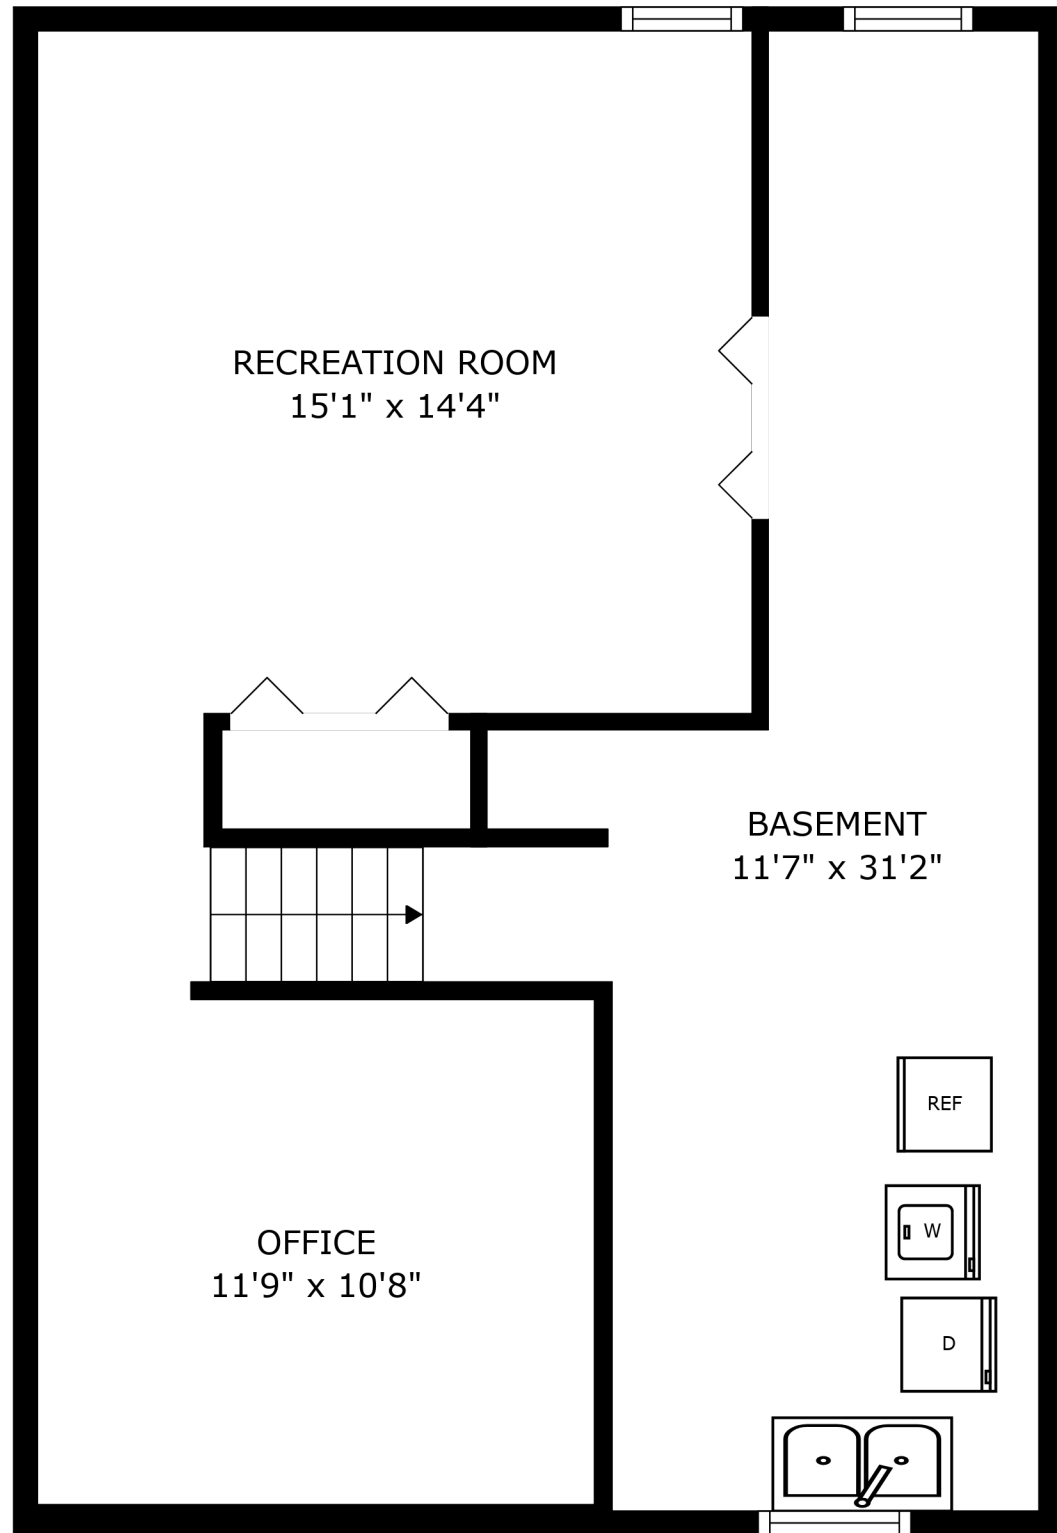 RECREATION ROOM
15'1" x 14'4"
BASEMENT
11'7" x 31'2"
REF
W
OFFICE
11'9" x 10'8"
D